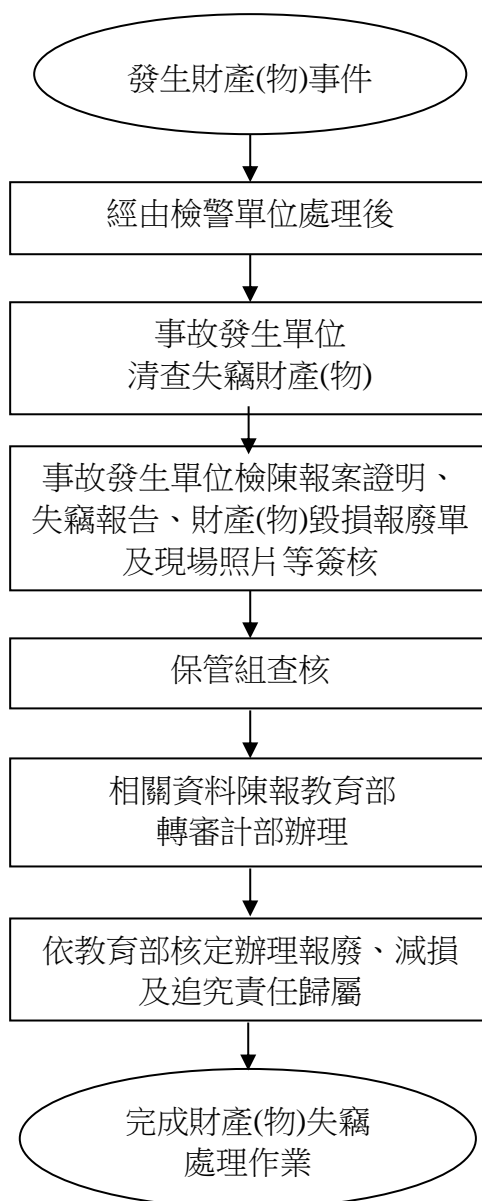 發生財產(物)事件
經由檢警單位處理後
事故發生單位
清查失竊財產(物)
事故發生單位檢陳報案證明、
失竊報告、財產(物)毀損報廢單
及現場照片等簽核
保管組查核
相關資料陳報教育部
轉審計部辦理
依教育部核定辦理報廢、減損
及追究責任歸屬
完成財產(物)失竊
處理作業